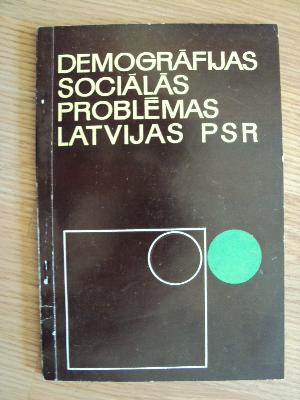 DEMOGRĀFIJAS
SOCIĀLĀS
PROBLĒMAS
LATVIJAS PSR